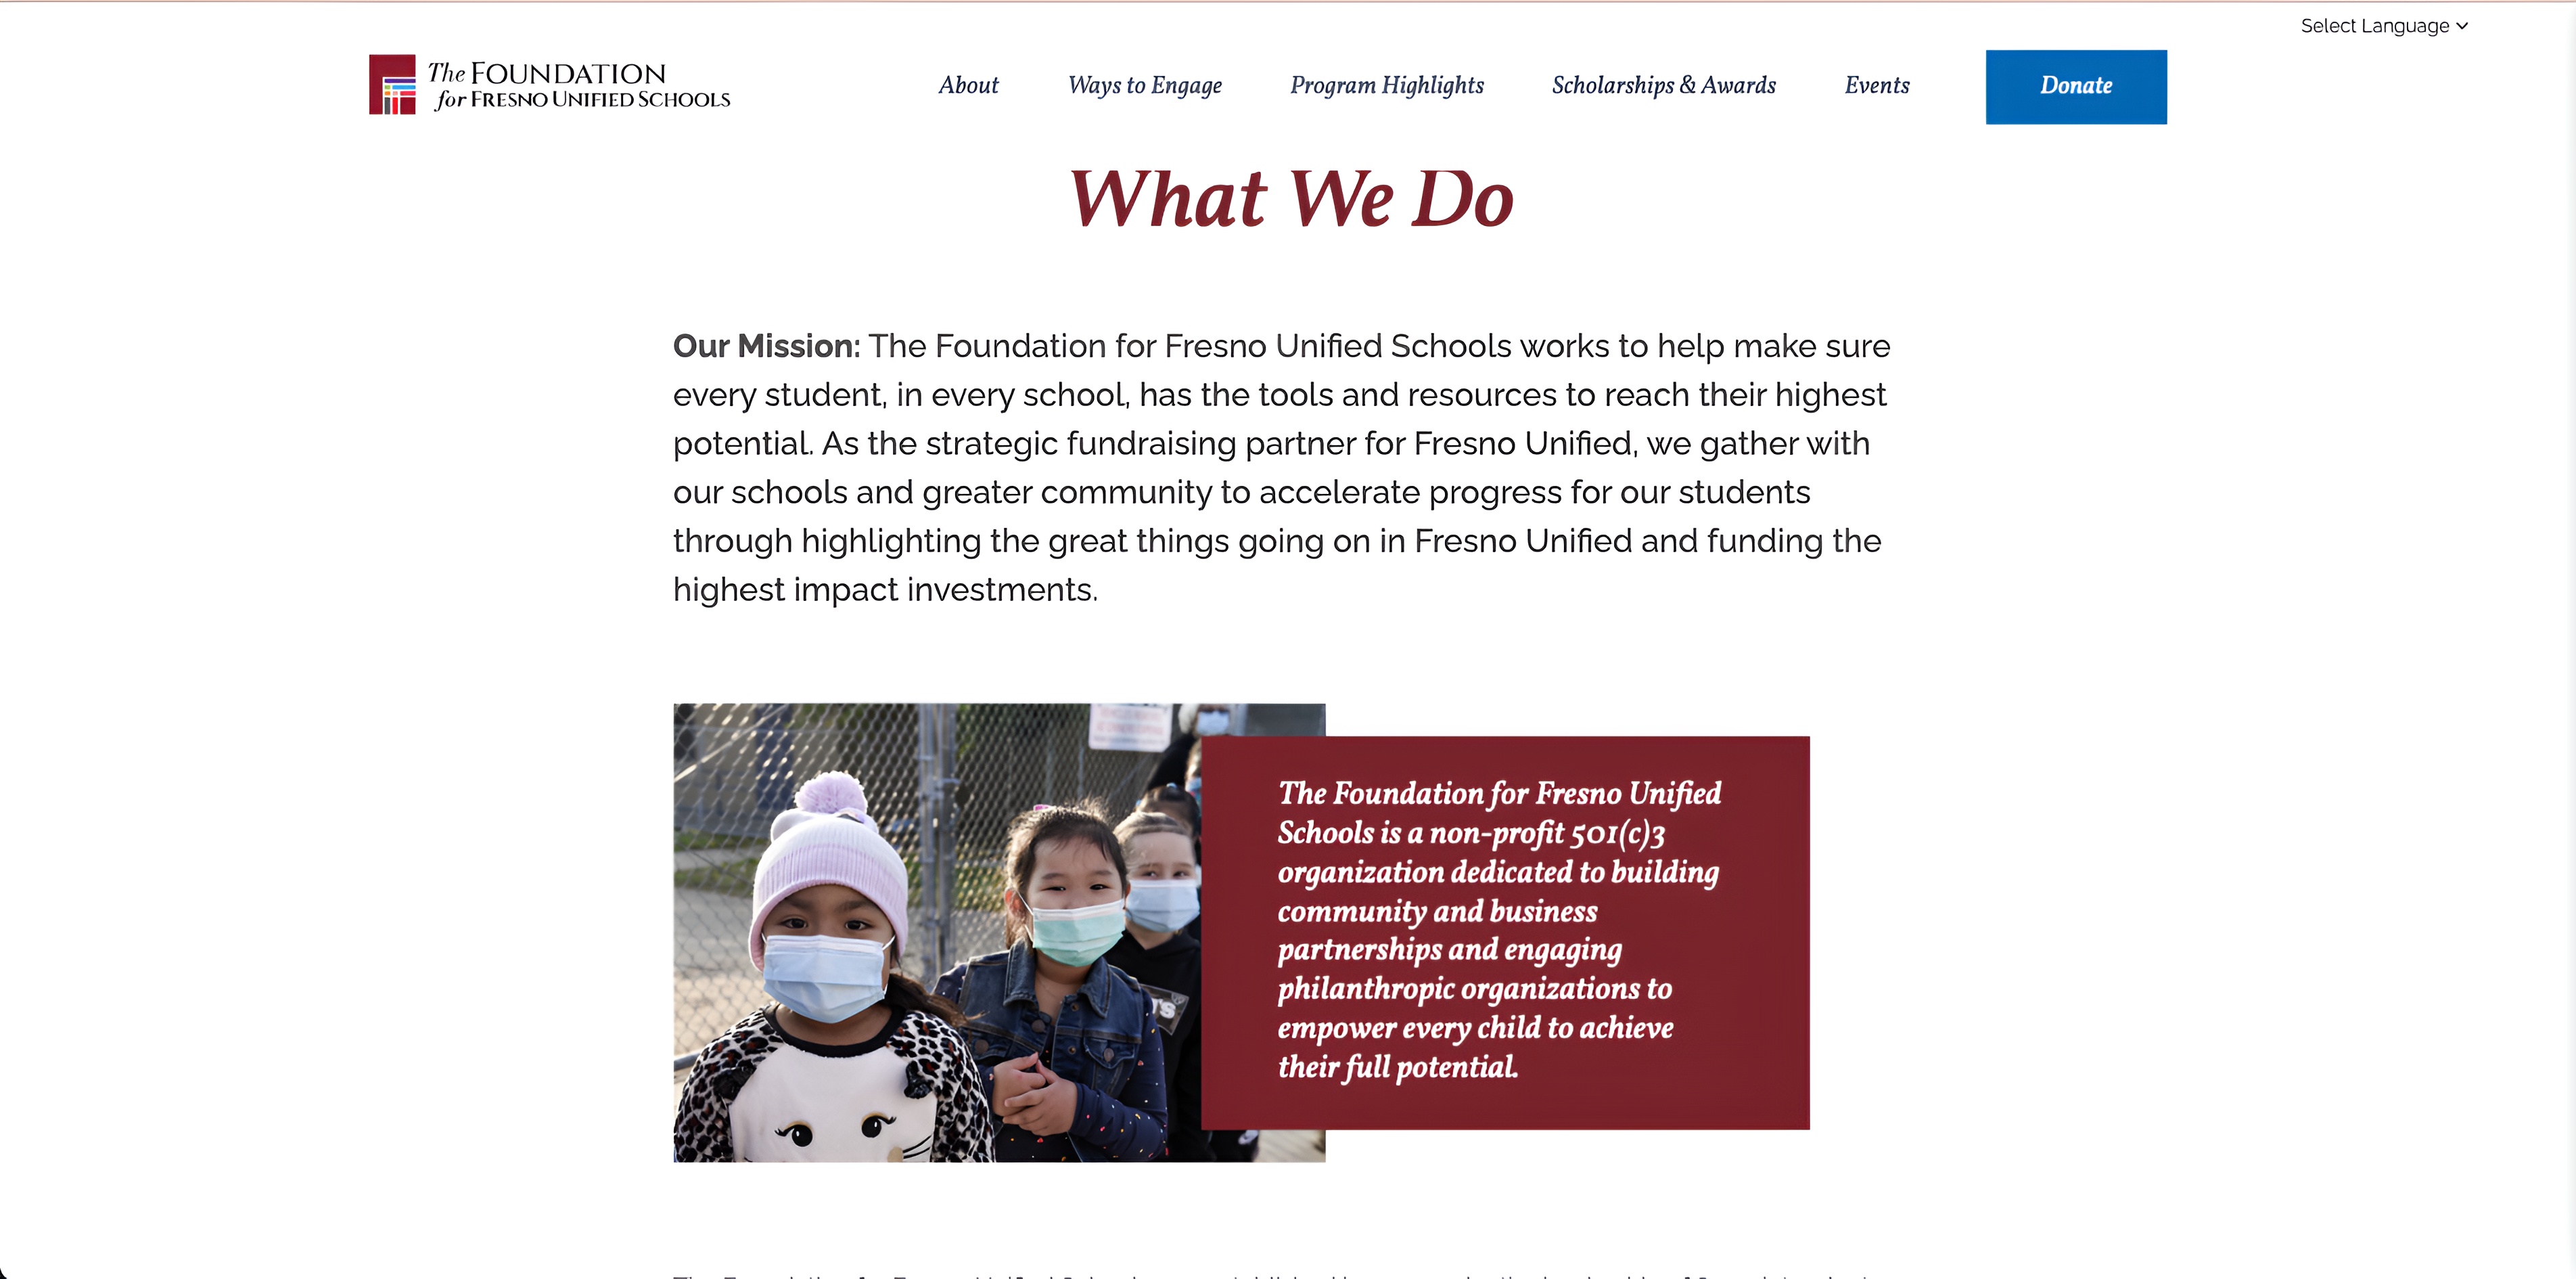 Select Language
The FOUNDATION
for FRESNO UNIFIED SCHOOLS
About
Ways to Engage
Program Highlights
Scholarships & Awards
Events
Donate
What We Do
Our Mission: The Foundation for Fresno Unified Schools works to help make sure
every student, in every school, has the tools and resources to reach their highest
potential. As the strategic fundraising partner for Fresno Unified, we gather with
our schools and greater community to accelerate progress for our students
through highlighting the great things going on in Fresno Unified and funding the
highest impact investments.
The Foundation for Fresno Unified
Schools is a non-profit 501(c)3
organization dedicated to building
community and business
partnerships and engaging
philanthropic organizations to
empower every child to achieve
their full potential.